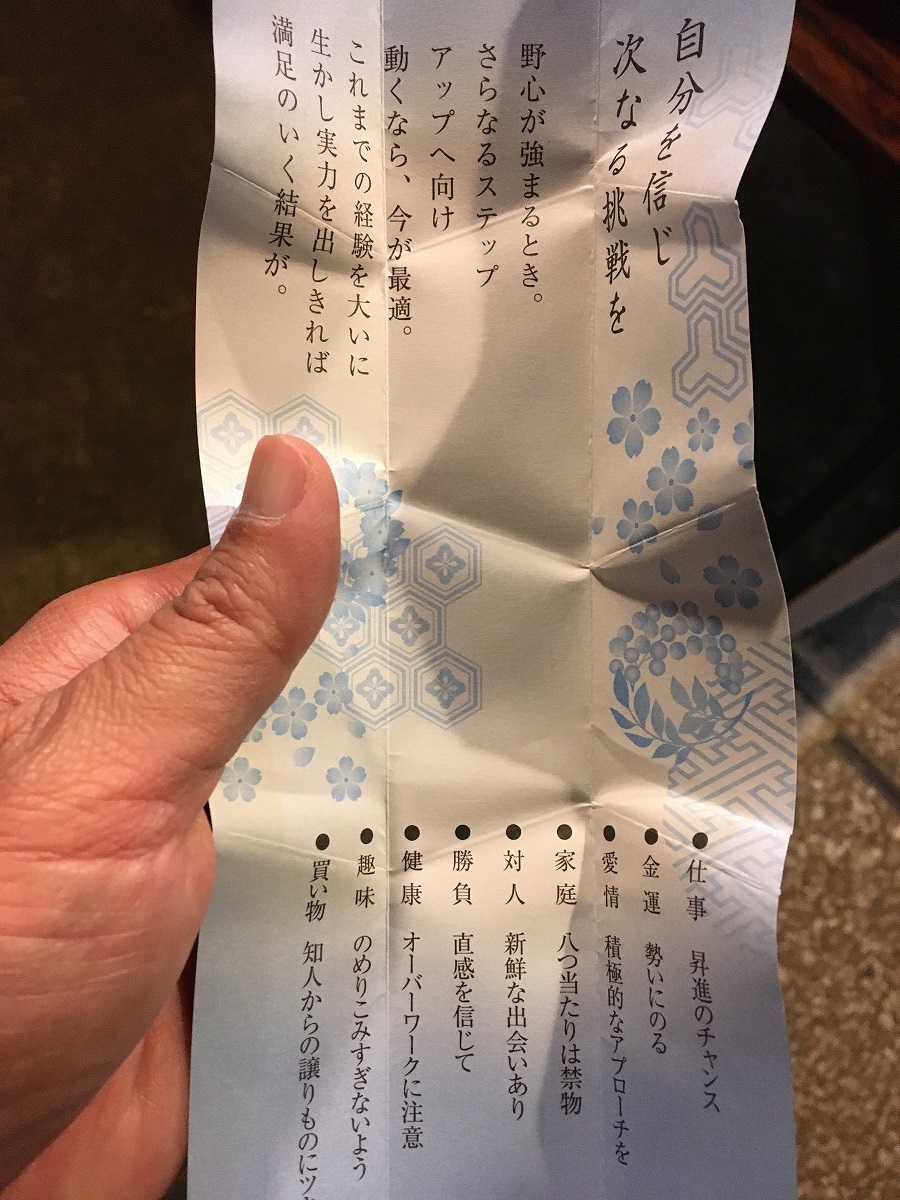 自分を信じ
次なる挑戦を
野心が強まるとき。
さらなるステップ
アップへ向け
動くなら、今が最適。
これまでの経験を大いに
生かし実力を出しきれば
満足のいく結果が。
●仕事 昇進のチャンス
●金運 勢いにのる
●愛情 積極的なアプローチを
●家庭 八つ当たりは禁物
●対人 新鮮な出会いあり
●勝負 直感を信じて
●健康 オーバーワークに注意
●趣味 のめりこみすぎないよう
●買い物 知人からの譲りものにツ